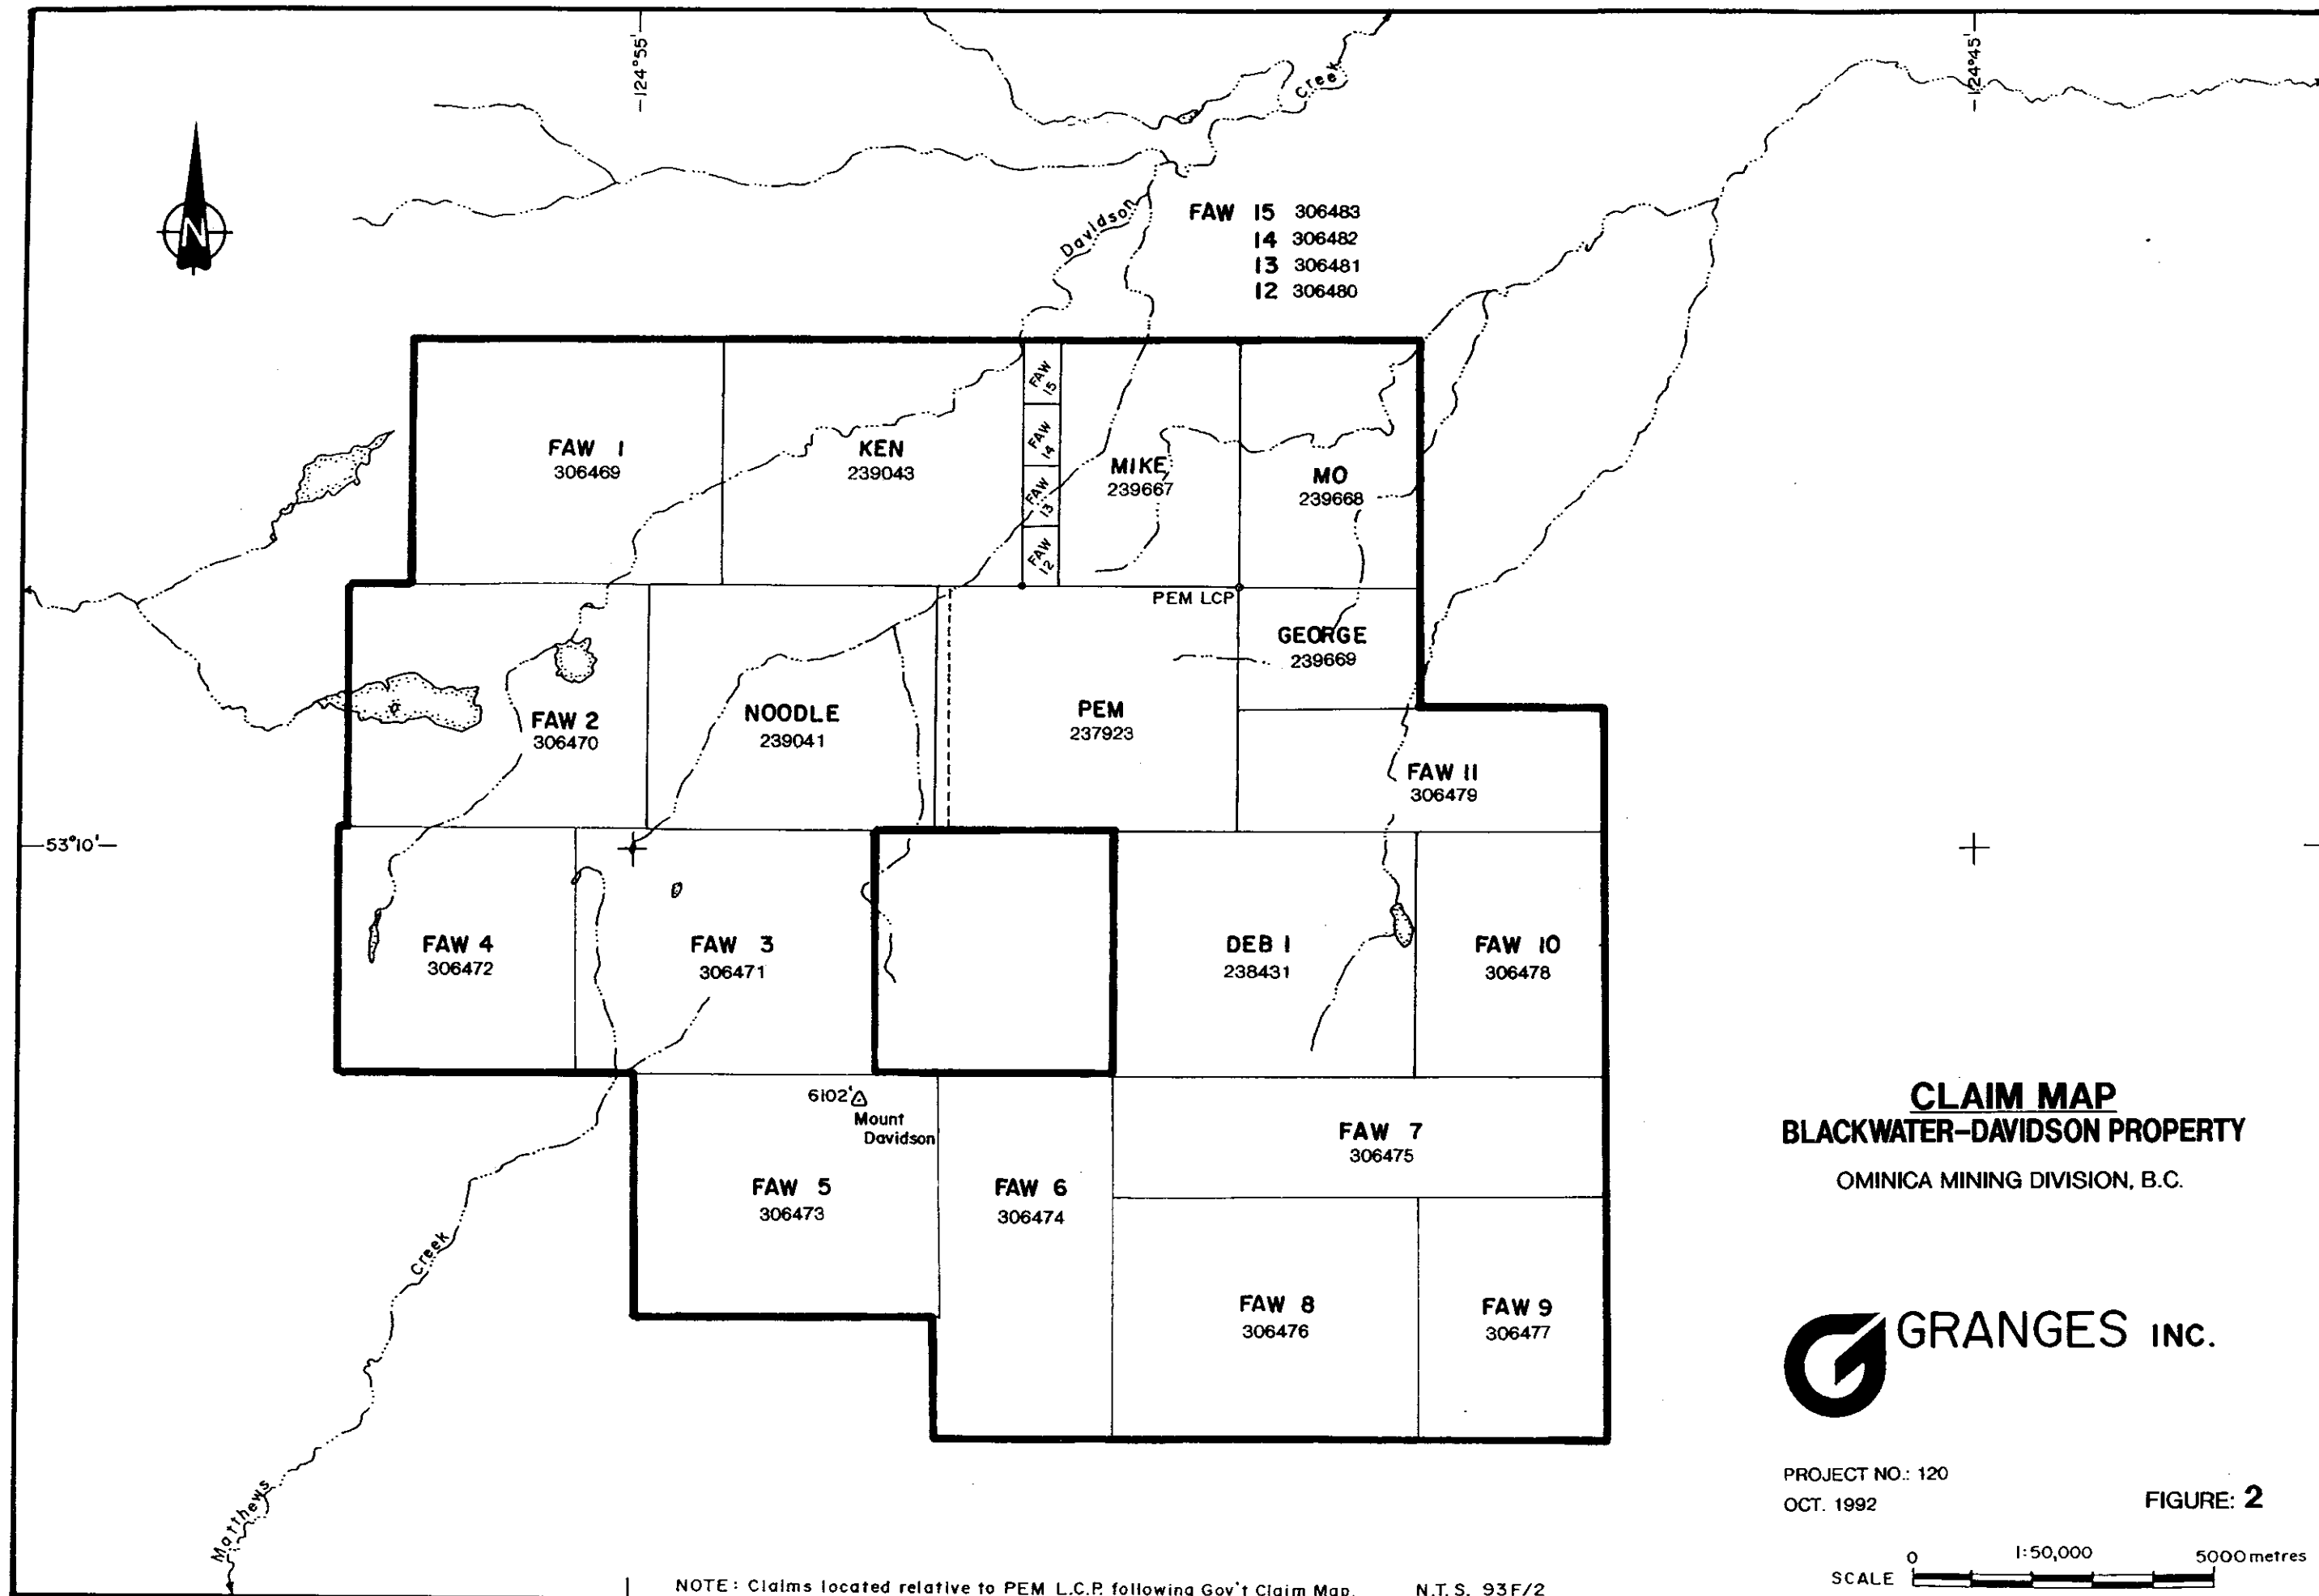 -124°55'-
-124°45'-
Creek
Davidson
FAW 15 306483
14 306482
13 306481
12 306480
N
FAW 1
306469
KEN
239043
FAW 15
FAW 14
FAW 13
FAW 12
MIKE
239667
MO
239668
PEM LCP
GEORGE
239669
FAW 2
306470
NOODLE
239041
PEM
237923
FAW 11
306479
-53°10'-
FAW 4
306472
FAW 3
306471
DEB 1
238431
FAW 10
306478
6102'
Mount
Davidson
FAW 5
306473
FAW 6
306474
FAW 7
306475
FAW 8
306476
FAW 9
306477
Creek
Matthews
CLAIM MAP
BLACKWATER-DAVIDSON PROPERTY
OMINICA MINING DIVISION, B.C.
GRANGES INC.
PROJECT NO.: 120
OCT. 1992
FIGURE: 2
SCALE 0 1:50,000 5000 metres
NOTE: Claims located relative to PEM L.C.P. following Gov't Claim Map. N.T.S. 93F/2